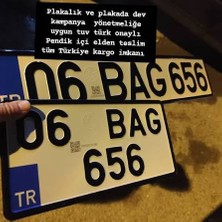 Plakalık ve plakada dev
kampanya yönetmeliğe
uygun tuv türk onaylı
Pendik içi elden teslim
tüm Türkiye kargo imkanı
TR 06 BAG 656
06 BAG
656
TR